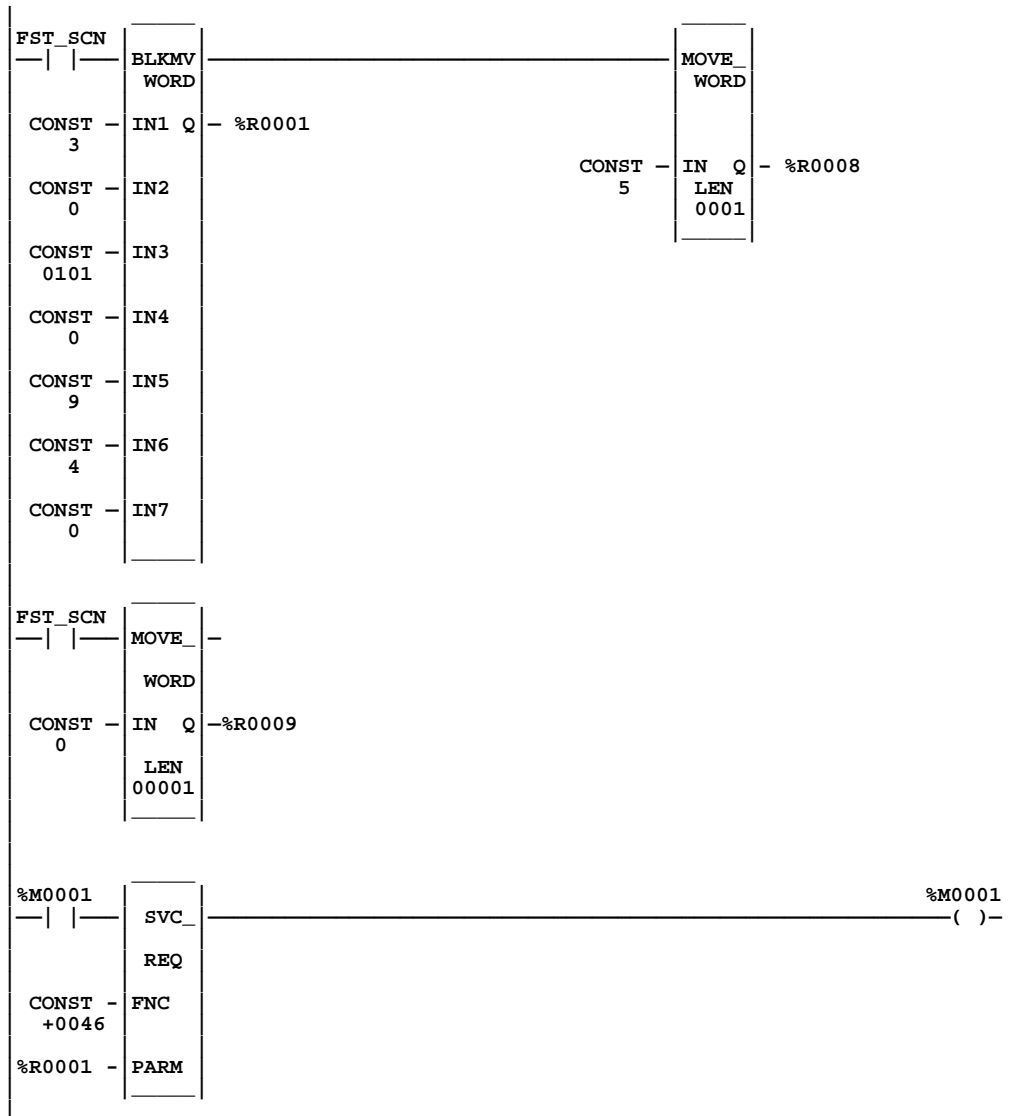 FST_SCN
BLKMV MOVE_
WORD WORD
CONST IN1 Q %R0001
3
CONST IN Q %R0008
CONST IN2 5 LEN
0 0001
CONST IN3
0101
CONST IN4
0
CONST IN5
9
CONST IN6
4
CONST IN7
0
FST_SCN
MOVE_
WORD
CONST IN Q %R0009
0
LEN
00001
%M0001 %M0001
SVC_ ( )
REQ
CONST FNC
+0046
%R0001 PARM